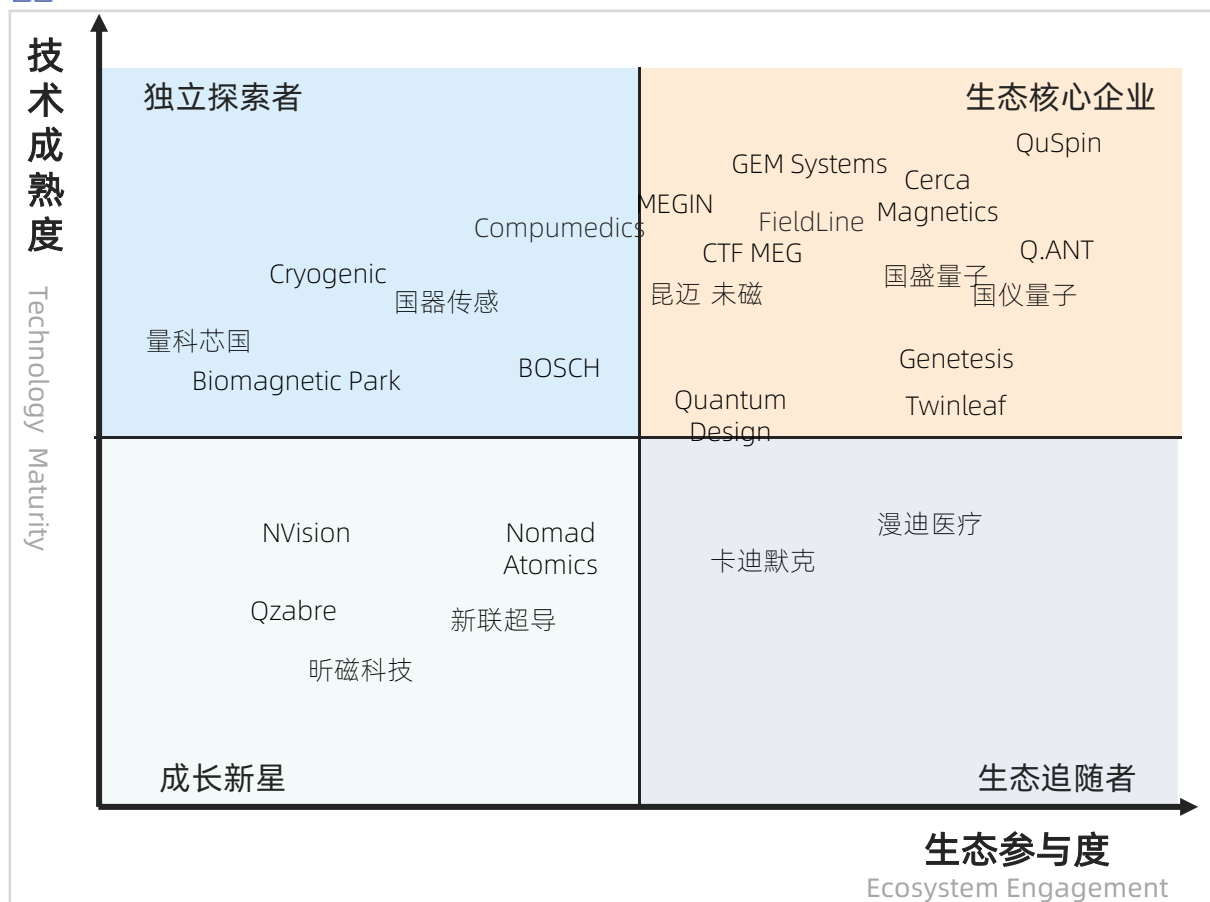 技术成熟度
Technology Maturity
独立探索者
生态核心企业
QuSpin
GEM Systems
Cerca
Magnetics
MEGIN
FieldLine
Compumedics
CTF MEG
Q.ANT
Cryogenic
国盛量子
国仪量子
国器传感
昆迈 未磁
量科芯国
Genetesis
BOSCH
Biomagnetic Park
Quantum
Design
Twinleaf
NVision
Nomad
Atomics
漫迪医疗
卡迪默克
Qzabre
新联超导
昕磁科技
成长新星
生态追随者
生态参与度
Ecosystem Engagement